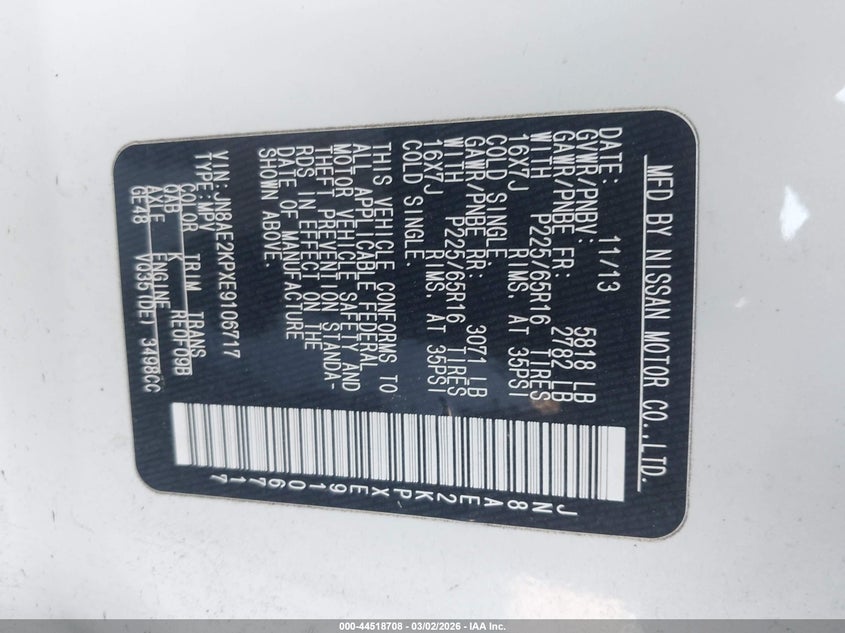 MFD BY NISSAN MOTOR CO.,LTD.
DATE: 11/13
GVWR/PNBV: 5818 LB
GAWR/PNBE FR: 2782 LB
WITH P225/65R16 TIRES
16X7J RIMS. AT 35PSI
COLD SINGLE.
GAWR/PNBE RR: 3071 LB
WITH P225/65R16 TIRES
16X7J RIMS. AT 35PSI
COLD SINGLE.
THIS VEHICLE CONFORMS TO
ALL APPLICABLE FEDERAL
MOTOR VEHICLE SAFETY AND
THEFT PREVENTION STANDA-
RDS IN EFFECT ON THE
DATE OF MANUFACTURE
SHOWN ABOVE.
VIN: JN8AE2KPXE9106717
TYPE: MPV
COLOR TRIM TRANS
QAB K RE0F09B
AXLE ENGINE
GE48 VQ35(DE) 3498CC
JN8AE2KPXE9106717
000-44518708 - 03/02/2026 - IAA Inc.